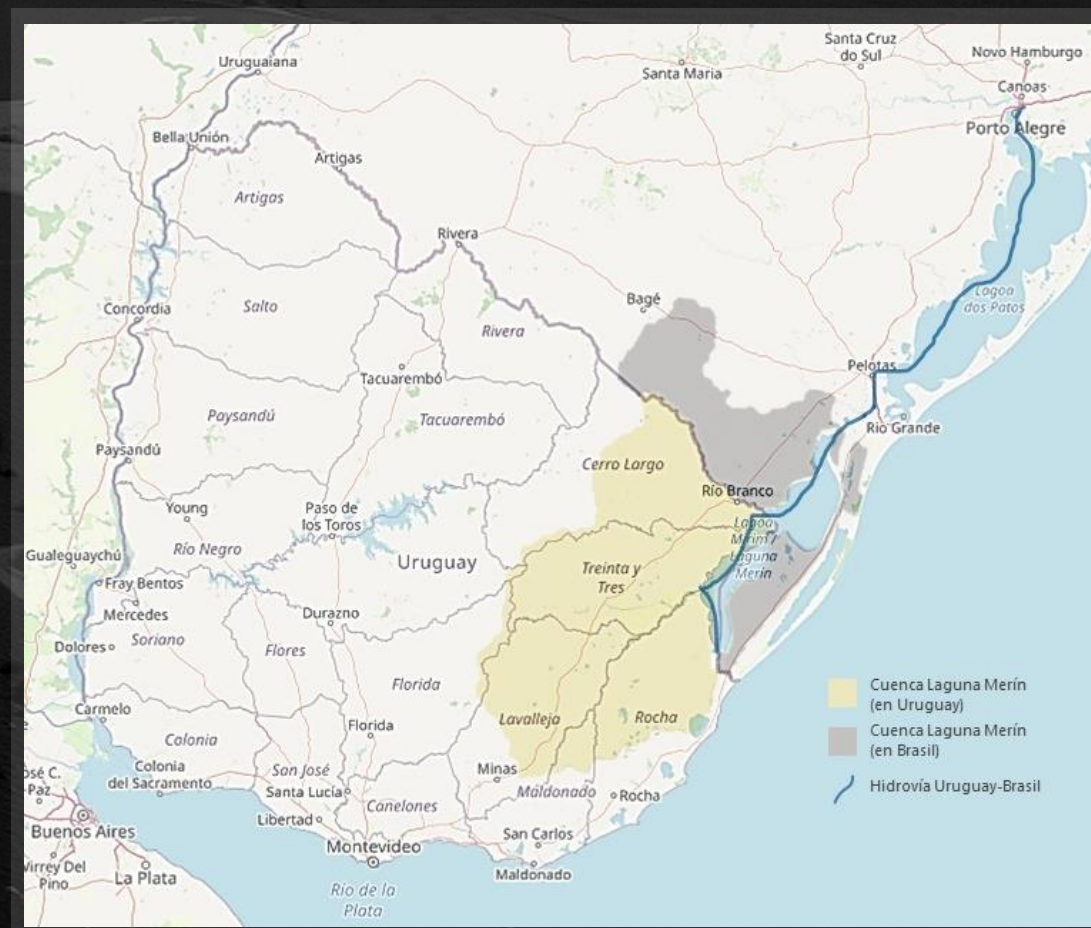 Santa Cruz
do Sul
Novo Hamburgo
Uruguaiana
Santa Maria
Canoas
Porto Alegre
Bella Unión
Artigas
Artigas
Rivera
Lagoa
dos Patos
Bagé
Concordia
Salto
Rivera
Pelotas
Tacuarembó
Paysandú
Tacuarembó
Rio Grande
Paysandú
Cerro Largo
Río Branco
Young
Paso de
los Toros
Lagoa
Mirim /
Laguna
Merín
Río Negro
Gualeguaychú
Uruguay
Treinta y
Tres
Fray Bentos
Mercedes
Durazno
Soriano
Dolores
Flores
Florida
Cuenca Laguna Merín
(en Uruguay)
Carmelo
Lavalleja
Rocha
Florida
Cuenca Laguna Merín
(en Brasil)
Colonia
José C.
Paz
Colonia
del Sacramento
San José
Minas
Hidrovía Uruguay-Brasil
Santa Lucía
Maldonado
Rocha
Canelones
Libertad
Buenos Aires
San Carlos
Montevideo
Virrey Del
Pino
La Plata
Maldonado
Río de la
Plata